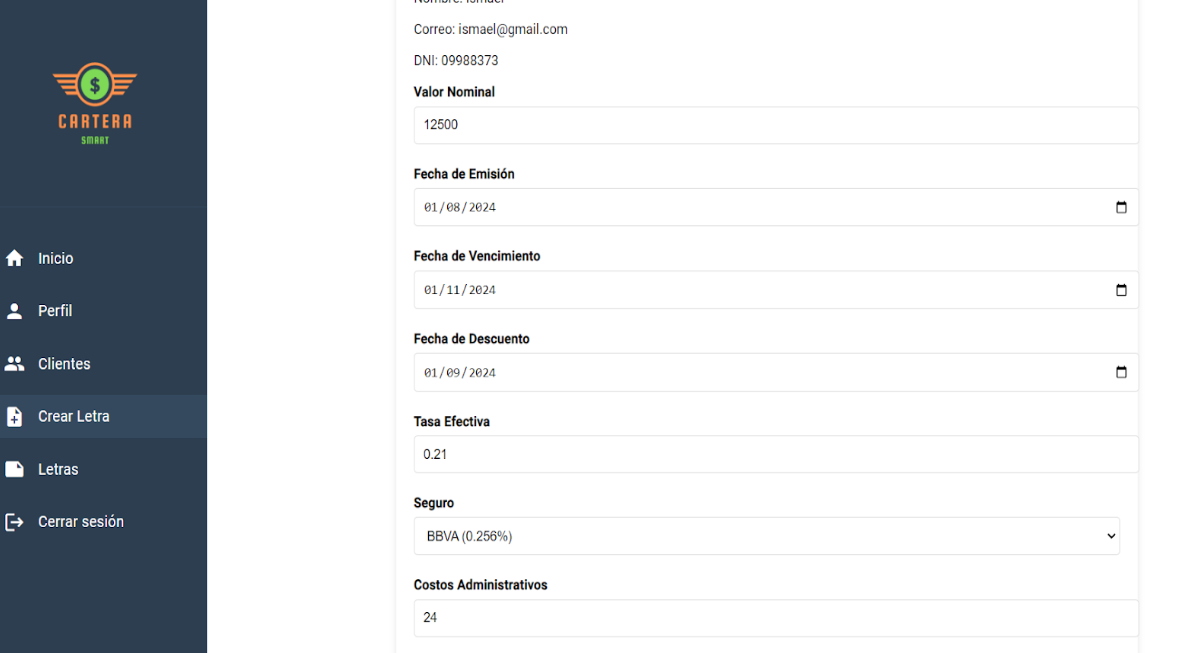 CARTERA
SMART
Inicio
Perfil
Clientes
Crear Letra
Letras
Cerrar sesión
Nombre: Ismael
Correo: ismael@gmail.com
DNI: 09988373
Valor Nominal
12500
Fecha de Emisión
01/08/2024
Fecha de Vencimiento
01/11/2024
Fecha de Descuento
01/09/2024
Tasa Efectiva
0.21
Seguro
BBVA (0.256%)
Costos Administrativos
24